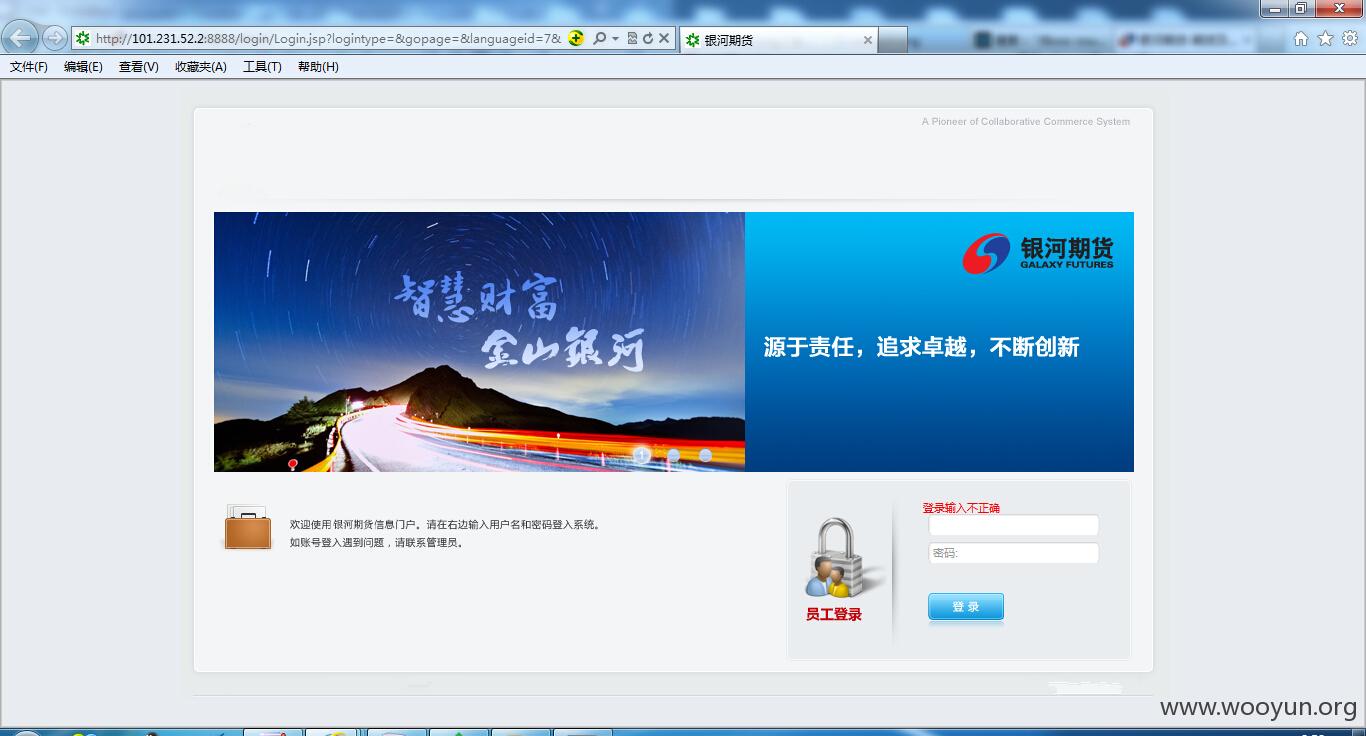 http://101.231.52.2:8888/login/Login.jsp?logintype=&gopage=&languageid=7&
银河期货
文件(F) 编辑(E) 查看(V) 收藏夹(A) 工具(T) 帮助(H)
A Pioneer of Collaborative Commerce System
智慧财富
金山银河
1
银河期货
GALAXY FUTURES
源于责任，追求卓越，不断创新
欢迎使用银河期货信息门户。请在右边输入用户名和密码登入系统。
如账号登入遇到问题，请联系管理员。
登录输入不正确
密码:
员工登录
登 录
www.wooyun.org